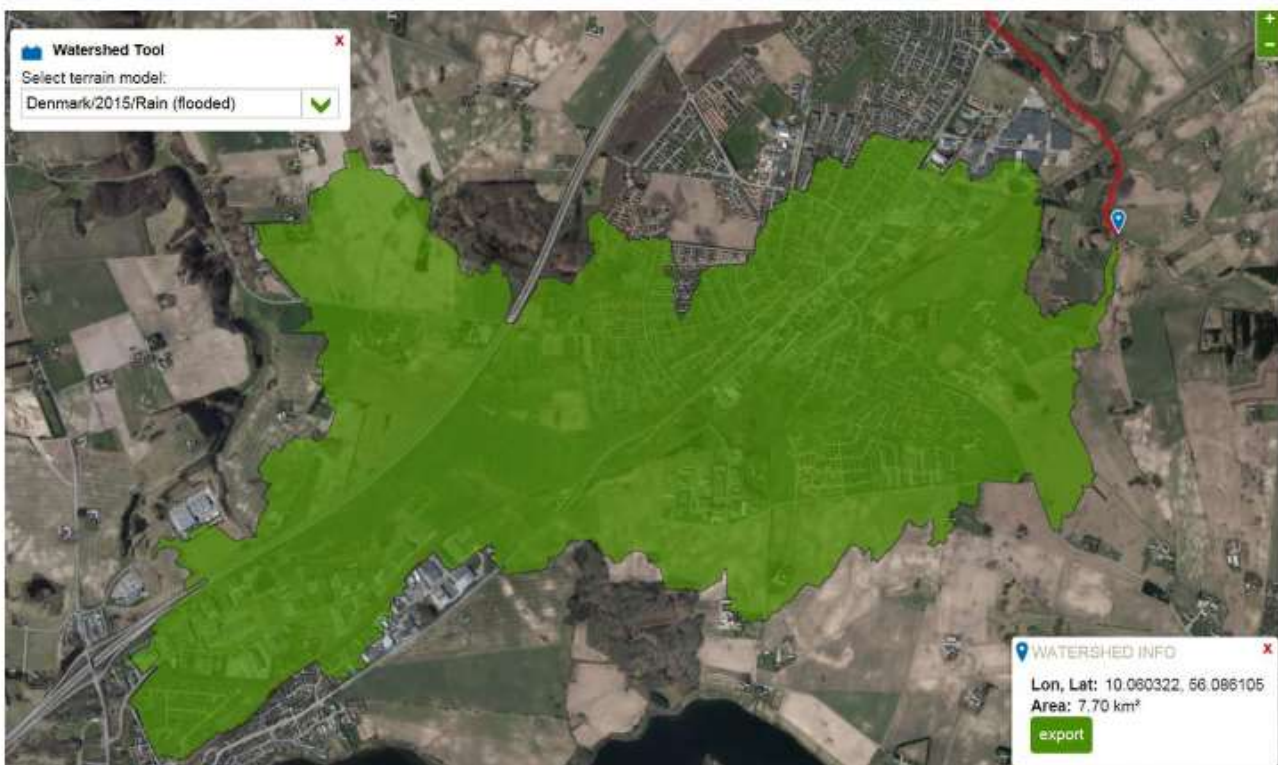 Watershed Tool
x
Select terrain model:
Denmark/2015/Rain (flooded)
+
-
WATERSHED INFO
x
Lon, Lat: 10.060322, 56.086105
Area: 7.70 km²
export